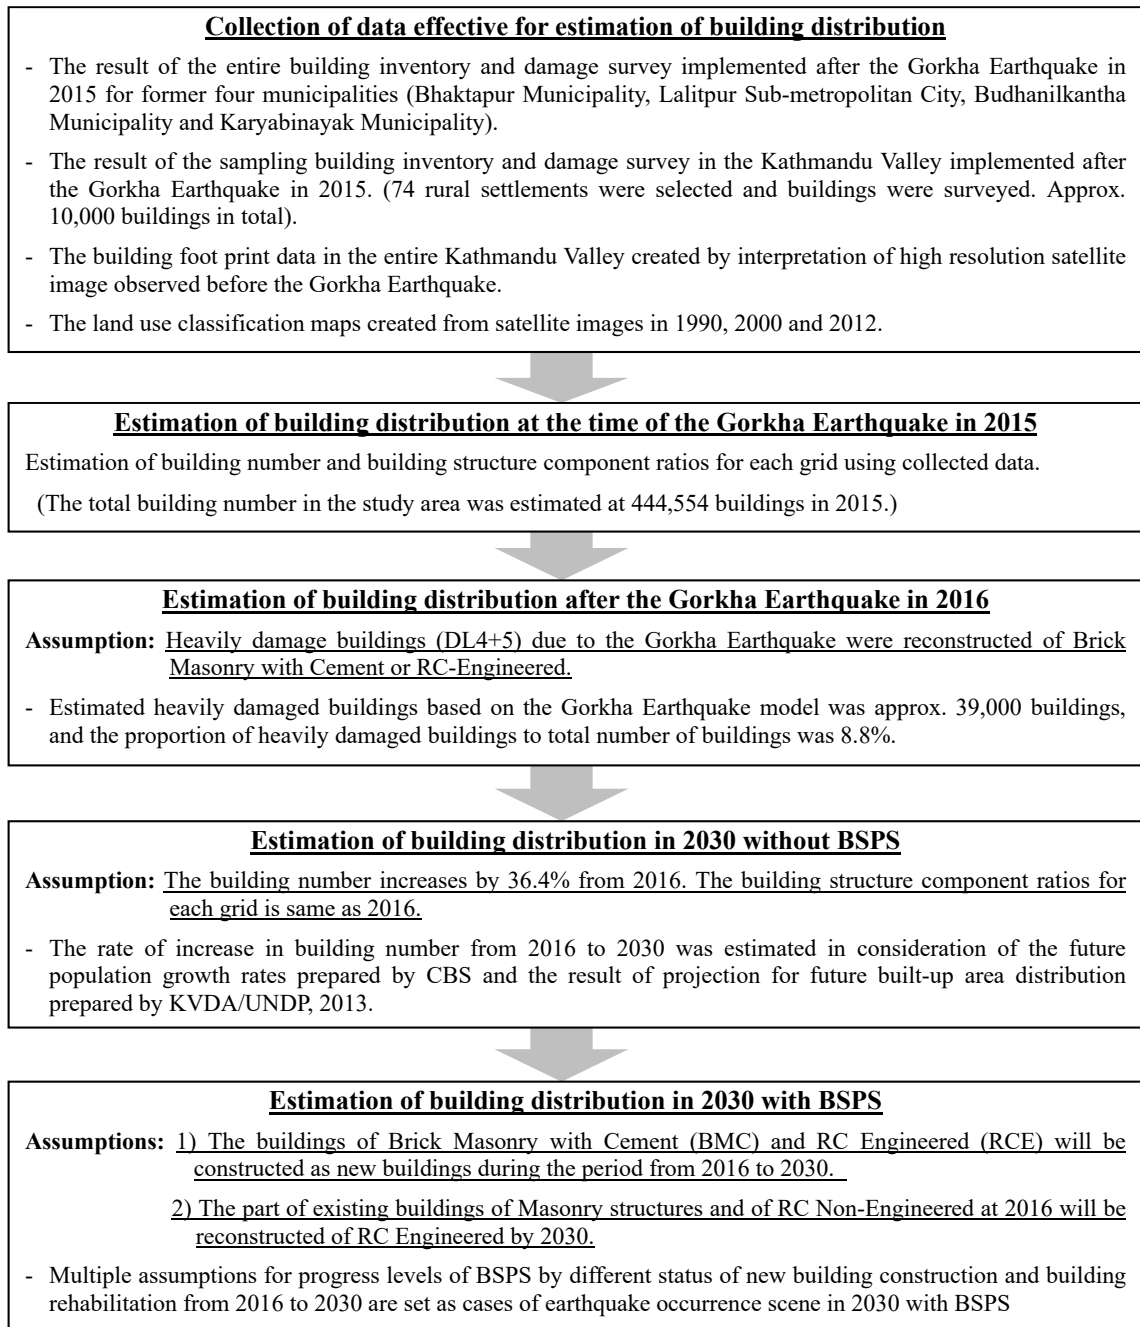 Collection of data effective for estimation of building distribution
- The result of the entire building inventory and damage survey implemented after the Gorkha Earthquake in
2015 for former four municipalities (Bhaktapur Municipality, Lalitpur Sub-metropolitan City, Budhanilkantha
Municipality and Karyabinayak Municipality).
- The result of the sampling building inventory and damage survey in the Kathmandu Valley implemented after
the Gorkha Earthquake in 2015. (74 rural settlements were selected and buildings were surveyed. Approx.
10,000 buildings in total).
- The building foot print data in the entire Kathmandu Valley created by interpretation of high resolution satellite
image observed before the Gorkha Earthquake.
- The land use classification maps created from satellite images in 1990, 2000 and 2012.
Estimation of building distribution at the time of the Gorkha Earthquake in 2015
Estimation of building number and building structure component ratios for each grid using collected data.
(The total building number in the study area was estimated at 444,554 buildings in 2015.)
Estimation of building distribution after the Gorkha Earthquake in 2016
Assumption: Heavily damage buildings (DL4+5) due to the Gorkha Earthquake were reconstructed of Brick
Masonry with Cement or RC-Engineered.
- Estimated heavily damaged buildings based on the Gorkha Earthquake model was approx. 39,000 buildings,
and the proportion of heavily damaged buildings to total number of buildings was 8.8%.
Estimation of building distribution in 2030 without BSPS
Assumption: The building number increases by 36.4% from 2016. The building structure component ratios for
each grid is same as 2016.
- The rate of increase in building number from 2016 to 2030 was estimated in consideration of the future
population growth rates prepared by CBS and the result of projection for future built-up area distribution
prepared by KVDA/UNDP, 2013.
Estimation of building distribution in 2030 with BSPS
Assumptions: 1) The buildings of Brick Masonry with Cement (BMC) and RC Engineered (RCE) will be
constructed as new buildings during the period from 2016 to 2030.
2) The part of existing buildings of Masonry structures and of RC Non-Engineered at 2016 will be
reconstructed of RC Engineered by 2030.
- Multiple assumptions for progress levels of BSPS by different status of new building construction and building
rehabilitation from 2016 to 2030 are set as cases of earthquake occurrence scene in 2030 with BSPS